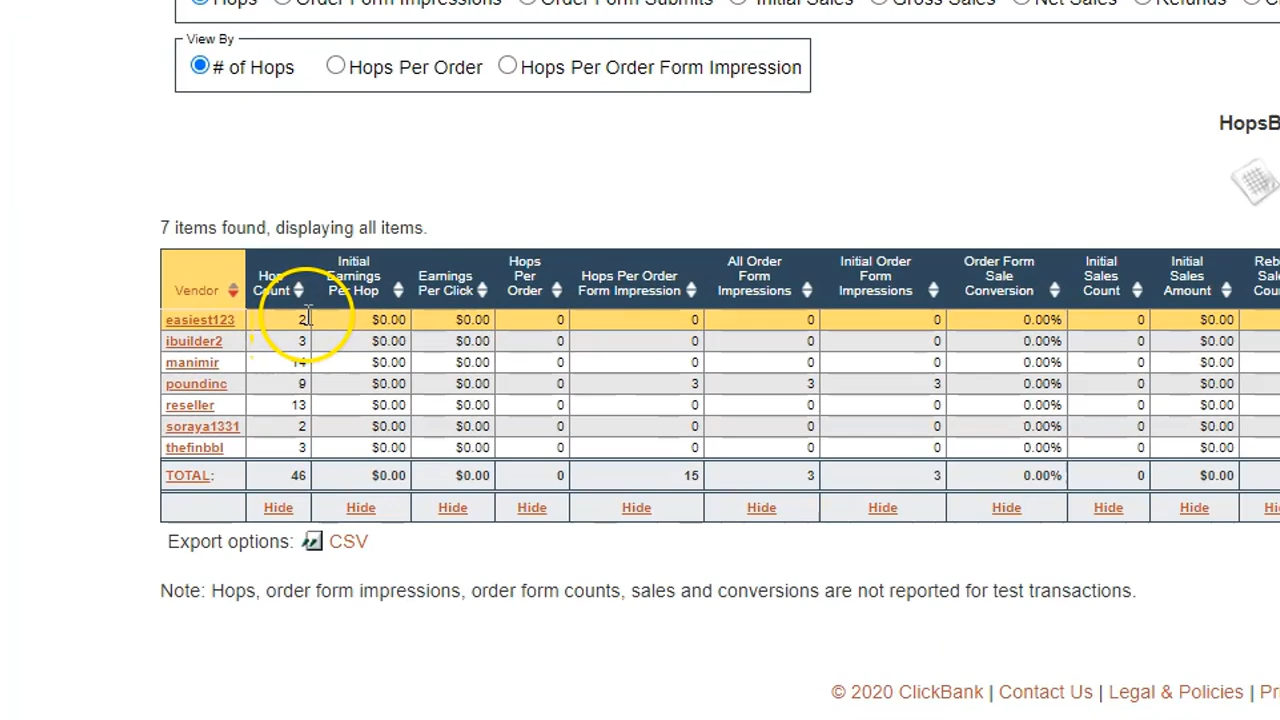 Hops Order Form Impressions Order Form Submits Initial Sales Gross Sales Net Sales Refunds
View By
# of Hops Hops Per Order Hops Per Order Form Impression
HopsB
7 items found, displaying all items.
Vendor Hop Count Initial Earnings Per Hop Earnings Per Click Hops Per Order Hops Per Order Form Impression All Order Form Impressions Initial Order Form Impressions Order Form Sale Conversion Initial Sales Count Initial Sales Amount Reb Sale Cou
easiest123 2 $0.00 $0.00 0 0 0 0 0.00% 0 $0.00
ibuilder2 3 $0.00 $0.00 0 0 0 0 0.00% 0 $0.00
manimir 14 $0.00 $0.00 0 0 0 0 0.00% 0 $0.00
poundinc 9 $0.00 $0.00 0 3 3 3 0.00% 0 $0.00
reseller 13 $0.00 $0.00 0 0 0 0 0.00% 0 $0.00
soraya1331 2 $0.00 $0.00 0 0 0 0 0.00% 0 $0.00
thefinbbl 3 $0.00 $0.00 0 0 0 0 0.00% 0 $0.00
TOTAL: 46 $0.00 $0.00 0 15 3 3 0.00% 0 $0.00
Hide Hide Hide Hide Hide Hide Hide Hide Hide Hide Hi
Export options: CSV
Note: Hops, order form impressions, order form counts, sales and conversions are not reported for test transactions.
© 2020 ClickBank | Contact Us | Legal & Policies | Pr